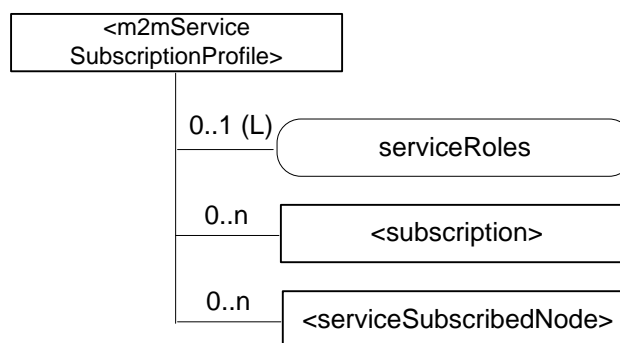 <m2mService
SubscriptionProfile>
0..1 (L)
serviceRoles
0..n
<subscription>
0..n
<serviceSubscribedNode>